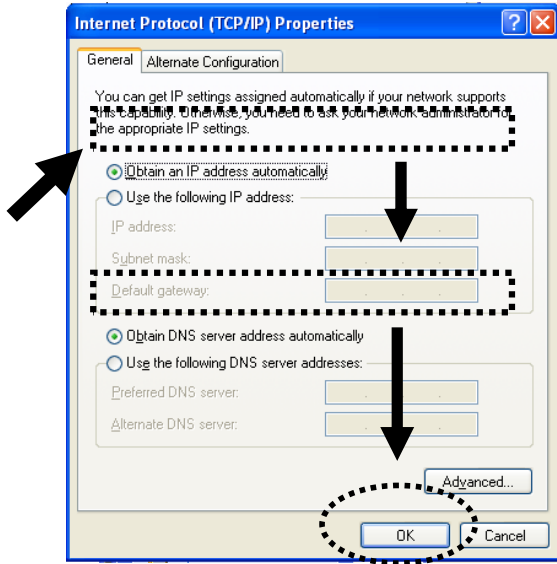 Internet Protocol (TCP/IP) Properties
General
Alternate Configuration
You can get IP settings assigned automatically if your network supports
this capability. Otherwise, you need to ask your network administrator for
the appropriate IP settings.
Obtain an IP address automatically
Use the following IP address:
IP address:
Subnet mask:
Default gateway:
Obtain DNS server address automatically
Use the following DNS server addresses:
Preferred DNS server:
Alternate DNS server:
Advanced...
OK
Cancel